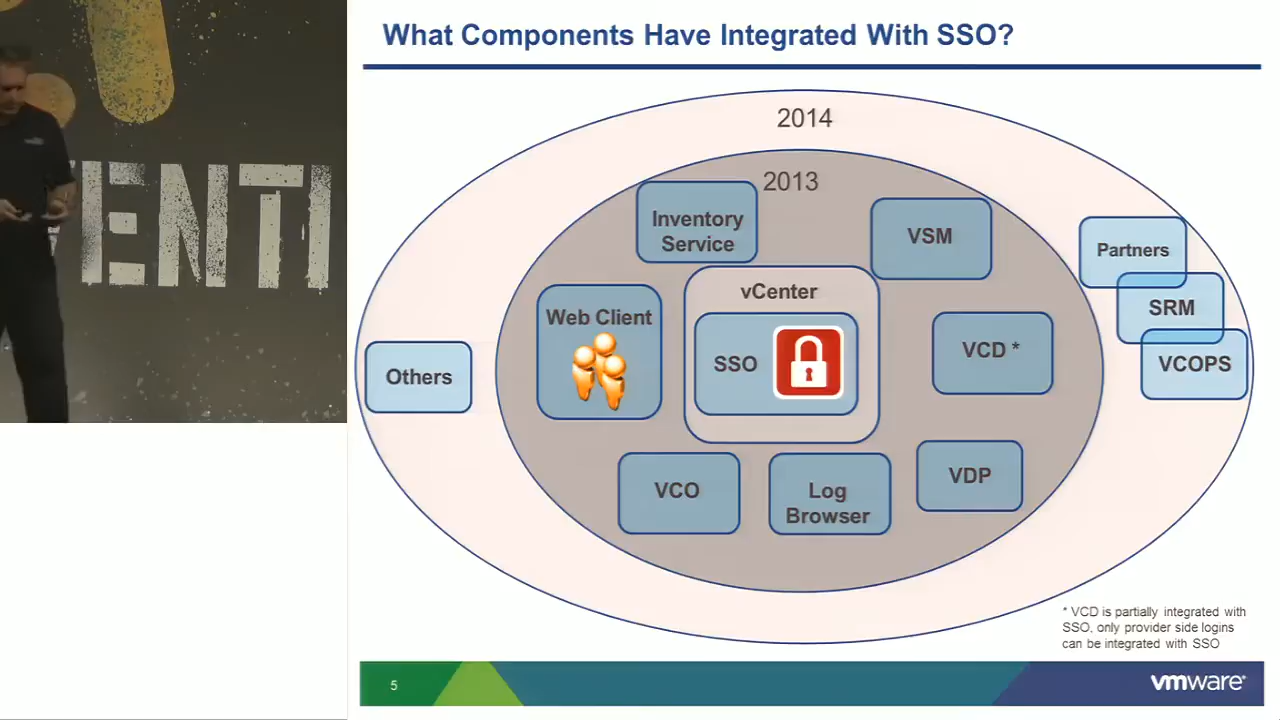 What Components Have Integrated With SSO?
2014
2013
Inventory
Service
VSM
Partners
vCenter
SRM
Web Client
SSO
VCD *
VCOPS
Others
VCO
Log
Browser
VDP
* VCD is partially integrated with
SSO, only provider side logins
can be integrated with SSO
5
vmware
ENTI